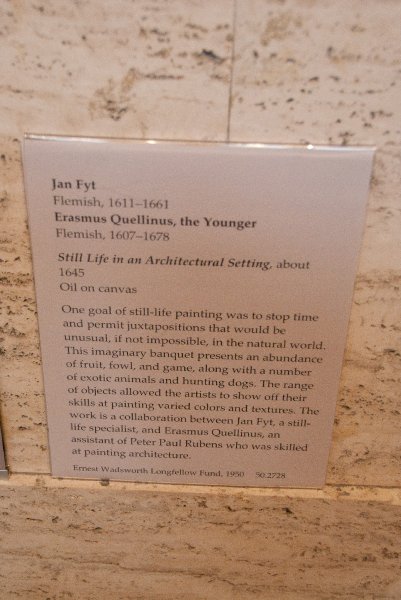 Jan Fyt
Flemish, 1611–1661
Erasmus Quellinus, the Younger
Flemish, 1607–1678
Still Life in an Architectural Setting, about
1645
Oil on canvas
One goal of still-life painting was to stop time
and permit juxtapositions that would be
unusual, if not impossible, in the natural world.
This imaginary banquet presents an abundance
of fruit, fowl, and game, along with a number
of exotic animals and hunting dogs. The range
of objects allowed the artists to show off their
skills at painting varied colors and textures. The
work is a collaboration between Jan Fyt, a still-
life specialist, and Erasmus Quellinus, an
assistant of Peter Paul Rubens who was skilled
at painting architecture.
Ernest Wadsworth Longfellow Fund, 1950 50.2728